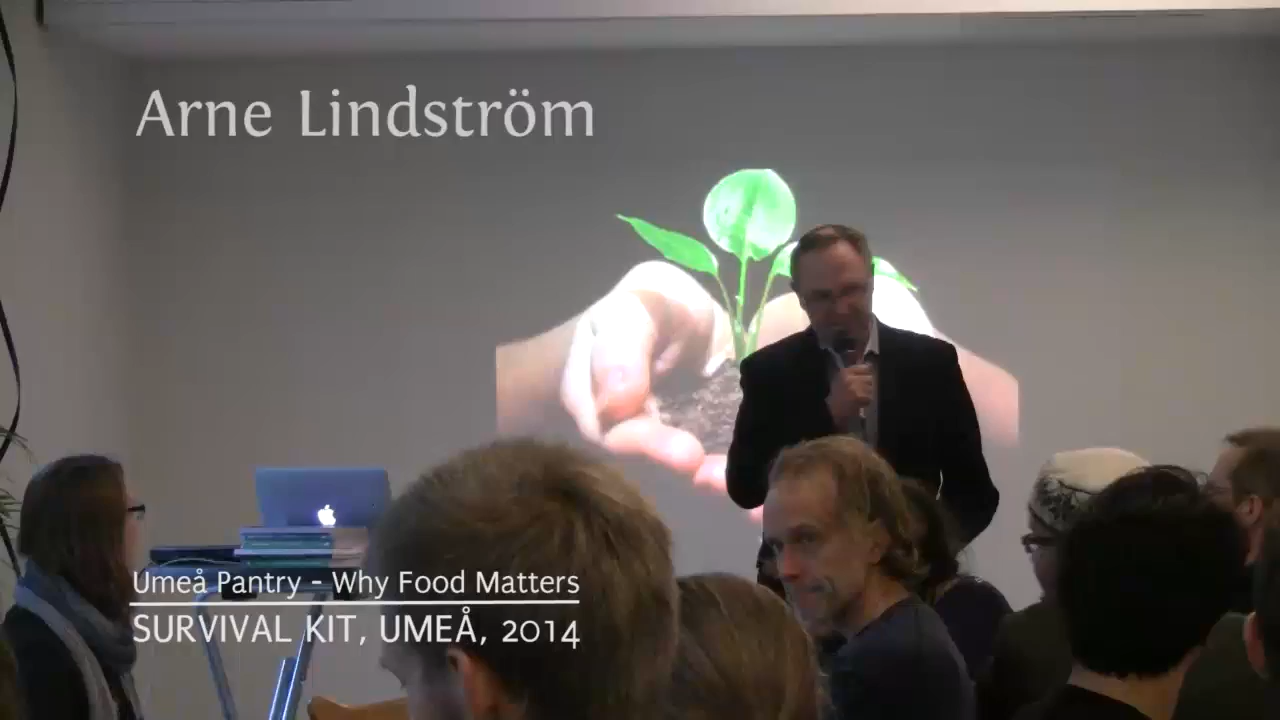 Arne Lindström
Umeå Pantry - Why Food Matters
SURVIVAL KIT, UMEÅ, 2014